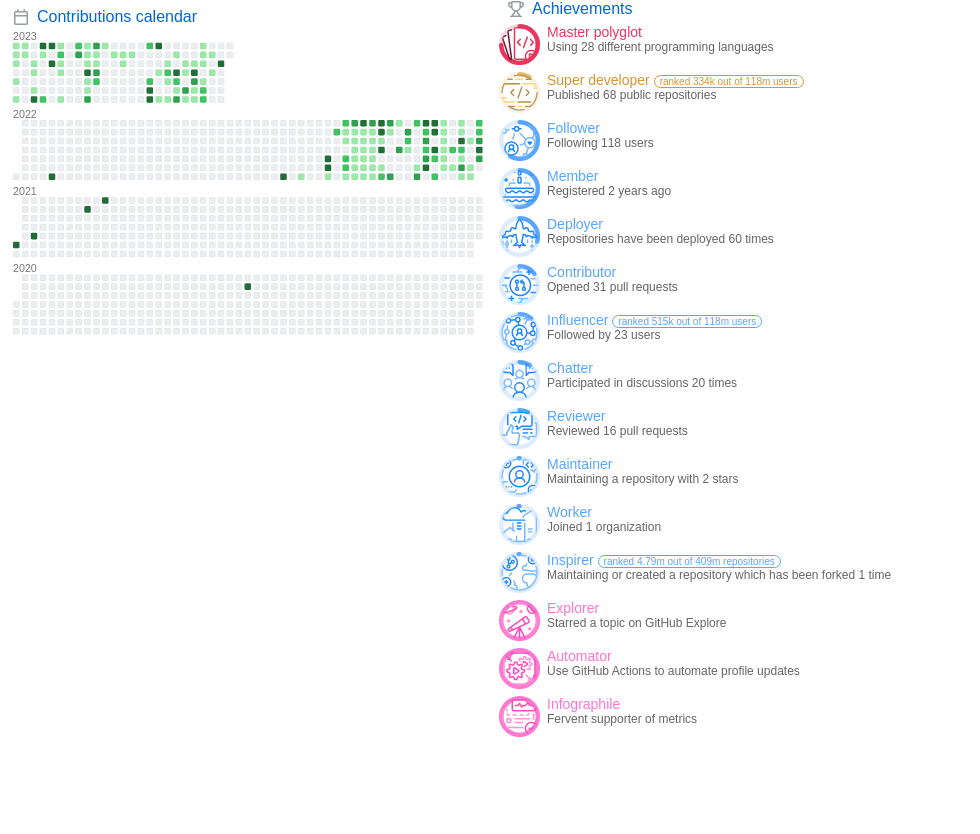 Contributions calendar
2023
2022
2021
2020
Achievements
Master polyglot
Using 28 different programming languages
Super developer ranked 334k out of 118m users
Published 68 public repositories
Follower
Following 118 users
Member
Registered 2 years ago
Deployer
Repositories have been deployed 60 times
Contributor
Opened 31 pull requests
Influencer ranked 515k out of 118m users
Followed by 23 users
Chatter
Participated in discussions 20 times
Reviewer
Reviewed 16 pull requests
Maintainer
Maintaining a repository with 2 stars
Worker
Joined 1 organization
Inspirer ranked 4.79m out of 409m repositories
Maintaining or created a repository which has been forked 1 time
Explorer
Starred a topic on GitHub Explore
Automator
Use GitHub Actions to automate profile updates
Infographile
Fervent supporter of metrics